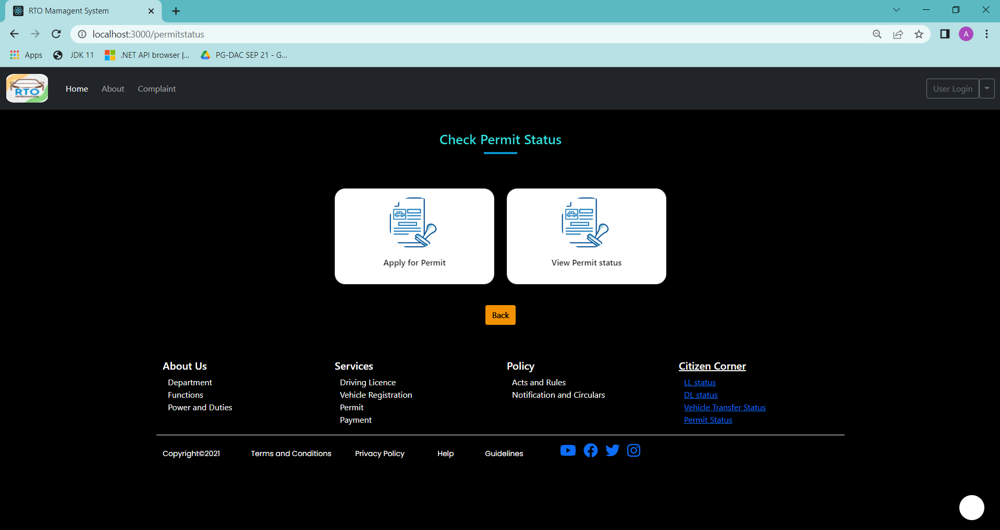 RTO Mamagent System
localhost:3000/permitstatus
A
Apps JDK 11 .NET API browser |... PG-DAC SEP 21 - G...
RTO
INFROMATION
Home About Complaint User Login
Check Permit Status
Apply for Permit View Permit status
Back
About Us Services Policy Citizen Corner
Department Driving Licence Acts and Rules LL status
Functions Vehicle Registration Notification and Circulars DL status
Power and Duties Permit Vehicle Transfer Status
Payment Permit Status
Copyright©2021 Terms and Conditions Privacy Policy Help Guidelines